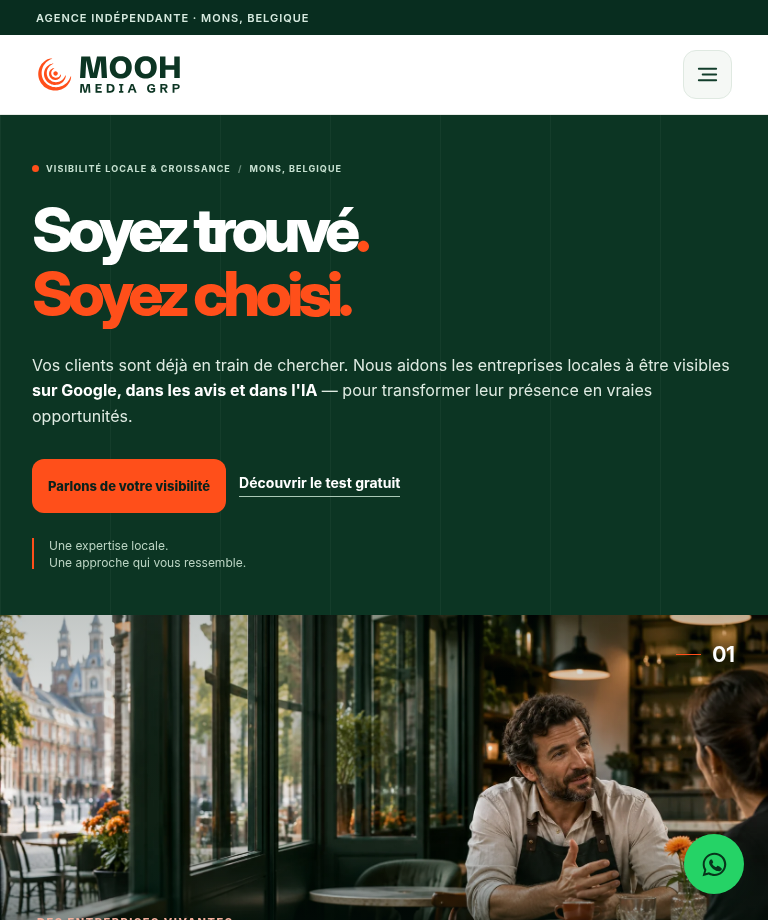 AGENCE INDÉPENDANTE · MONS, BELGIQUE
MOOH
MEDIA GRP
VISIBILITÉ LOCALE & CROISSANCE / MONS, BELGIQUE
Soyez trouvé.
Soyez choisi.
Vos clients sont déjà en train de chercher. Nous aidons les entreprises locales à être visibles
sur Google, dans les avis et dans l'IA — pour transformer leur présence en vraies
opportunités.
Parlons de votre visibilité
Découvrir le test gratuit
Une expertise locale.
Une approche qui vous ressemble.
01
DES ENTREPRISES VIVANTES